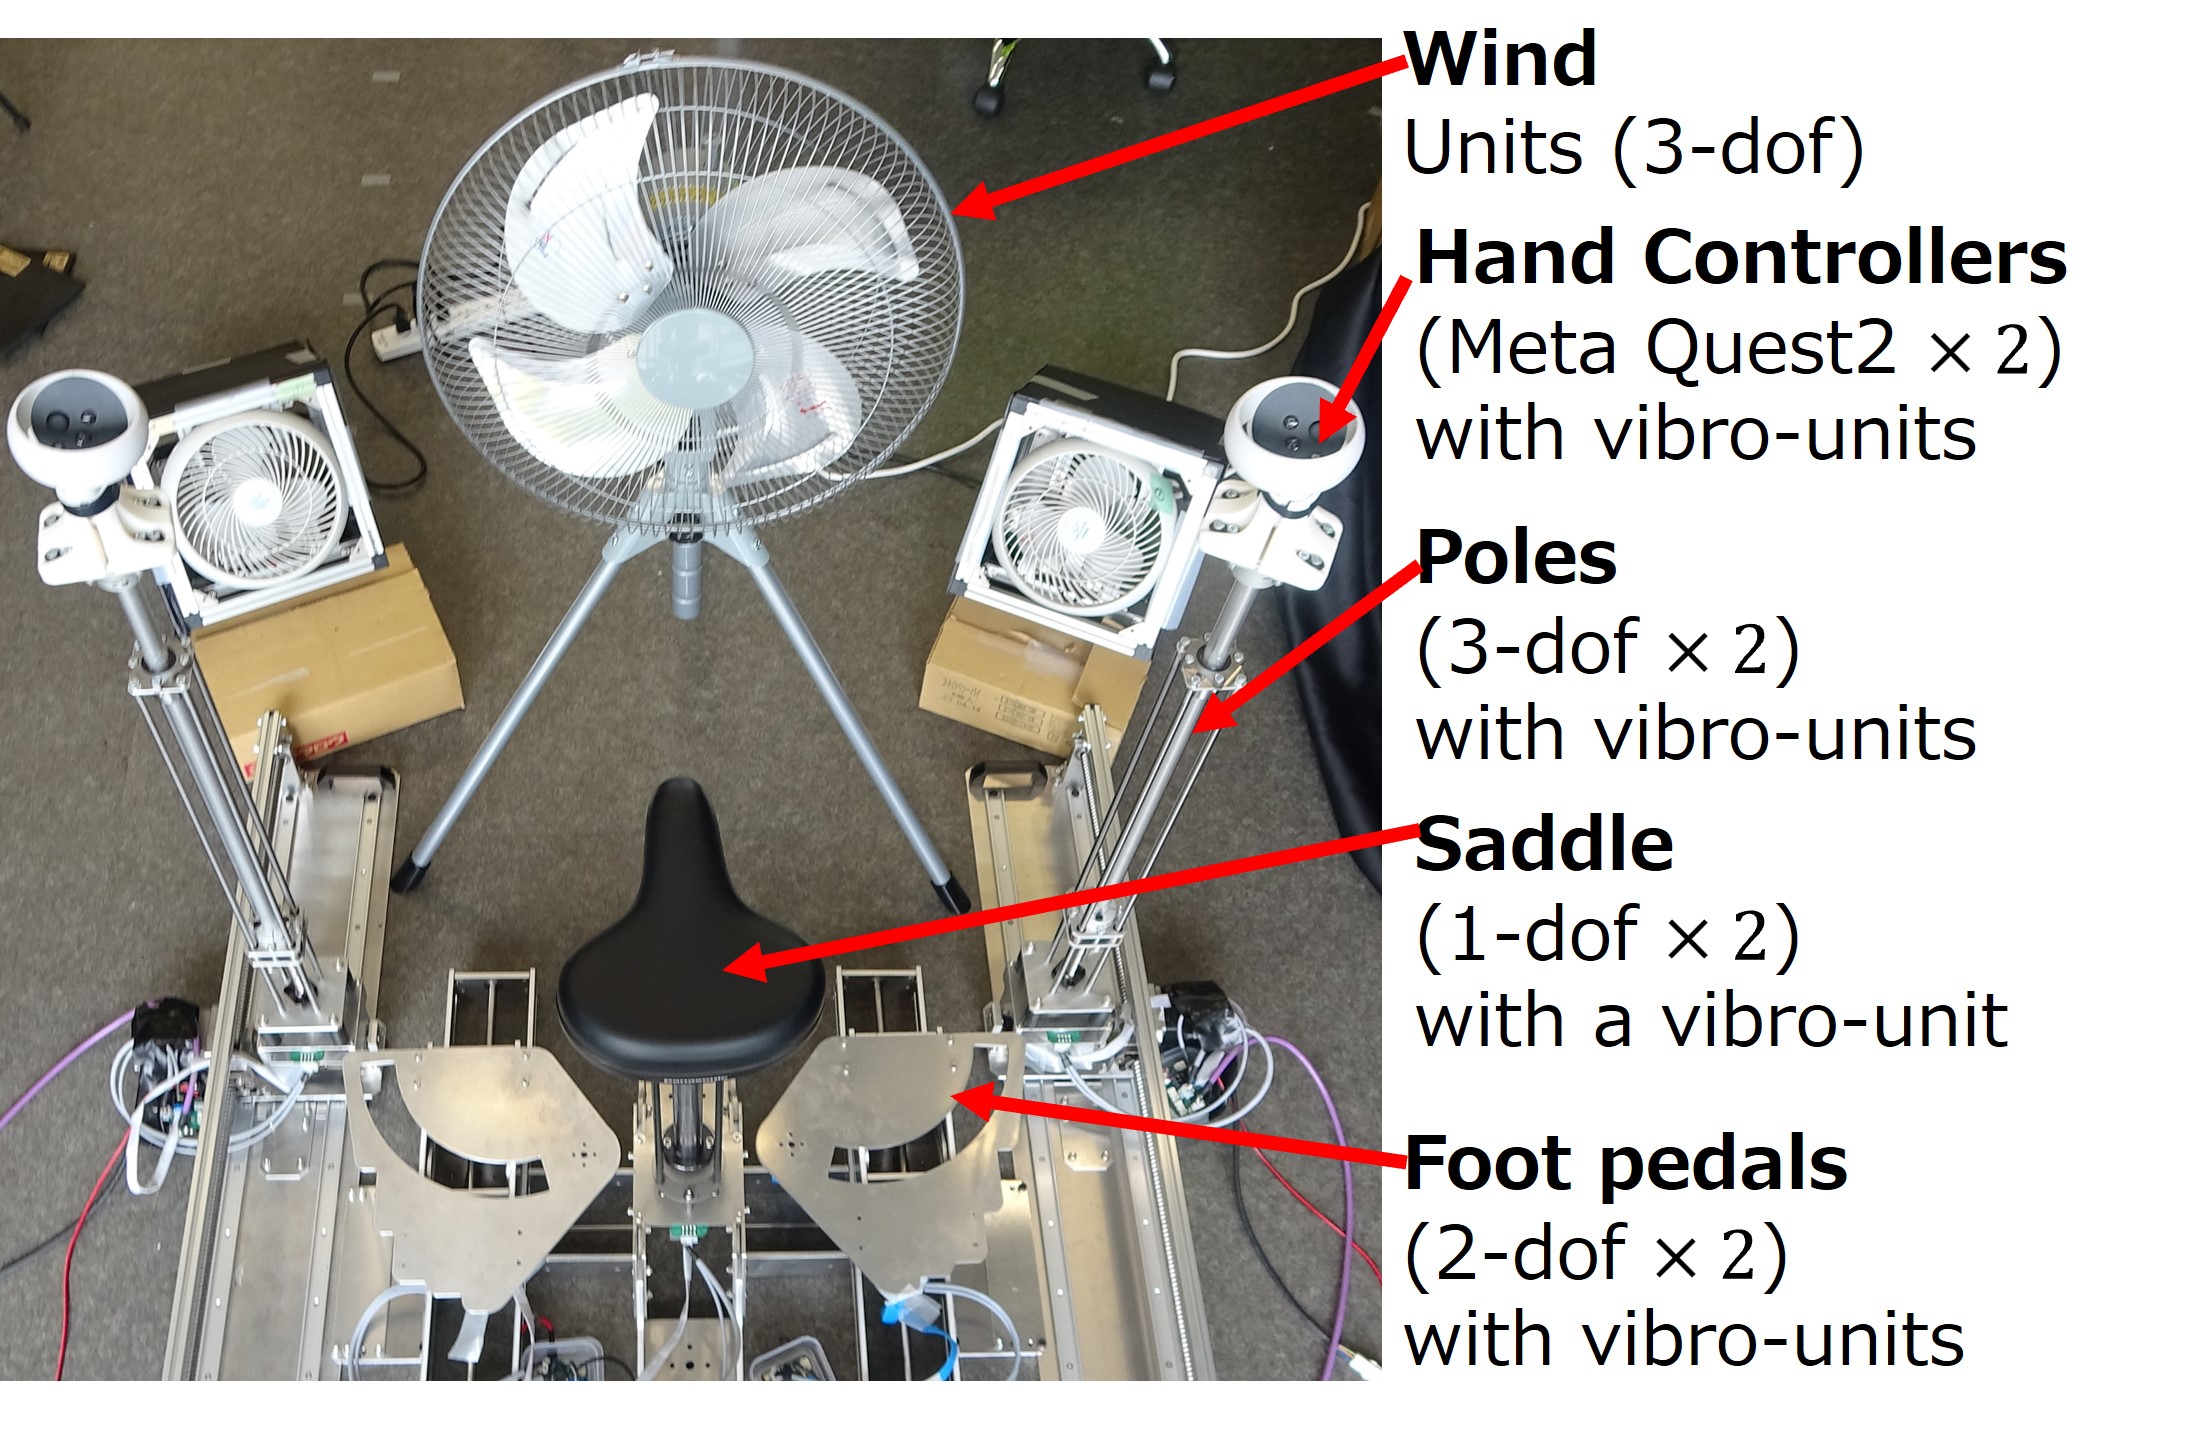 Wind
Units (3-dof)
Hand Controllers
(Meta Quest2 × 2)
with vibro-units
Poles
(3-dof × 2)
with vibro-units
Saddle
(1-dof × 2)
with a vibro-unit
Foot pedals
(2-dof × 2)
with vibro-units